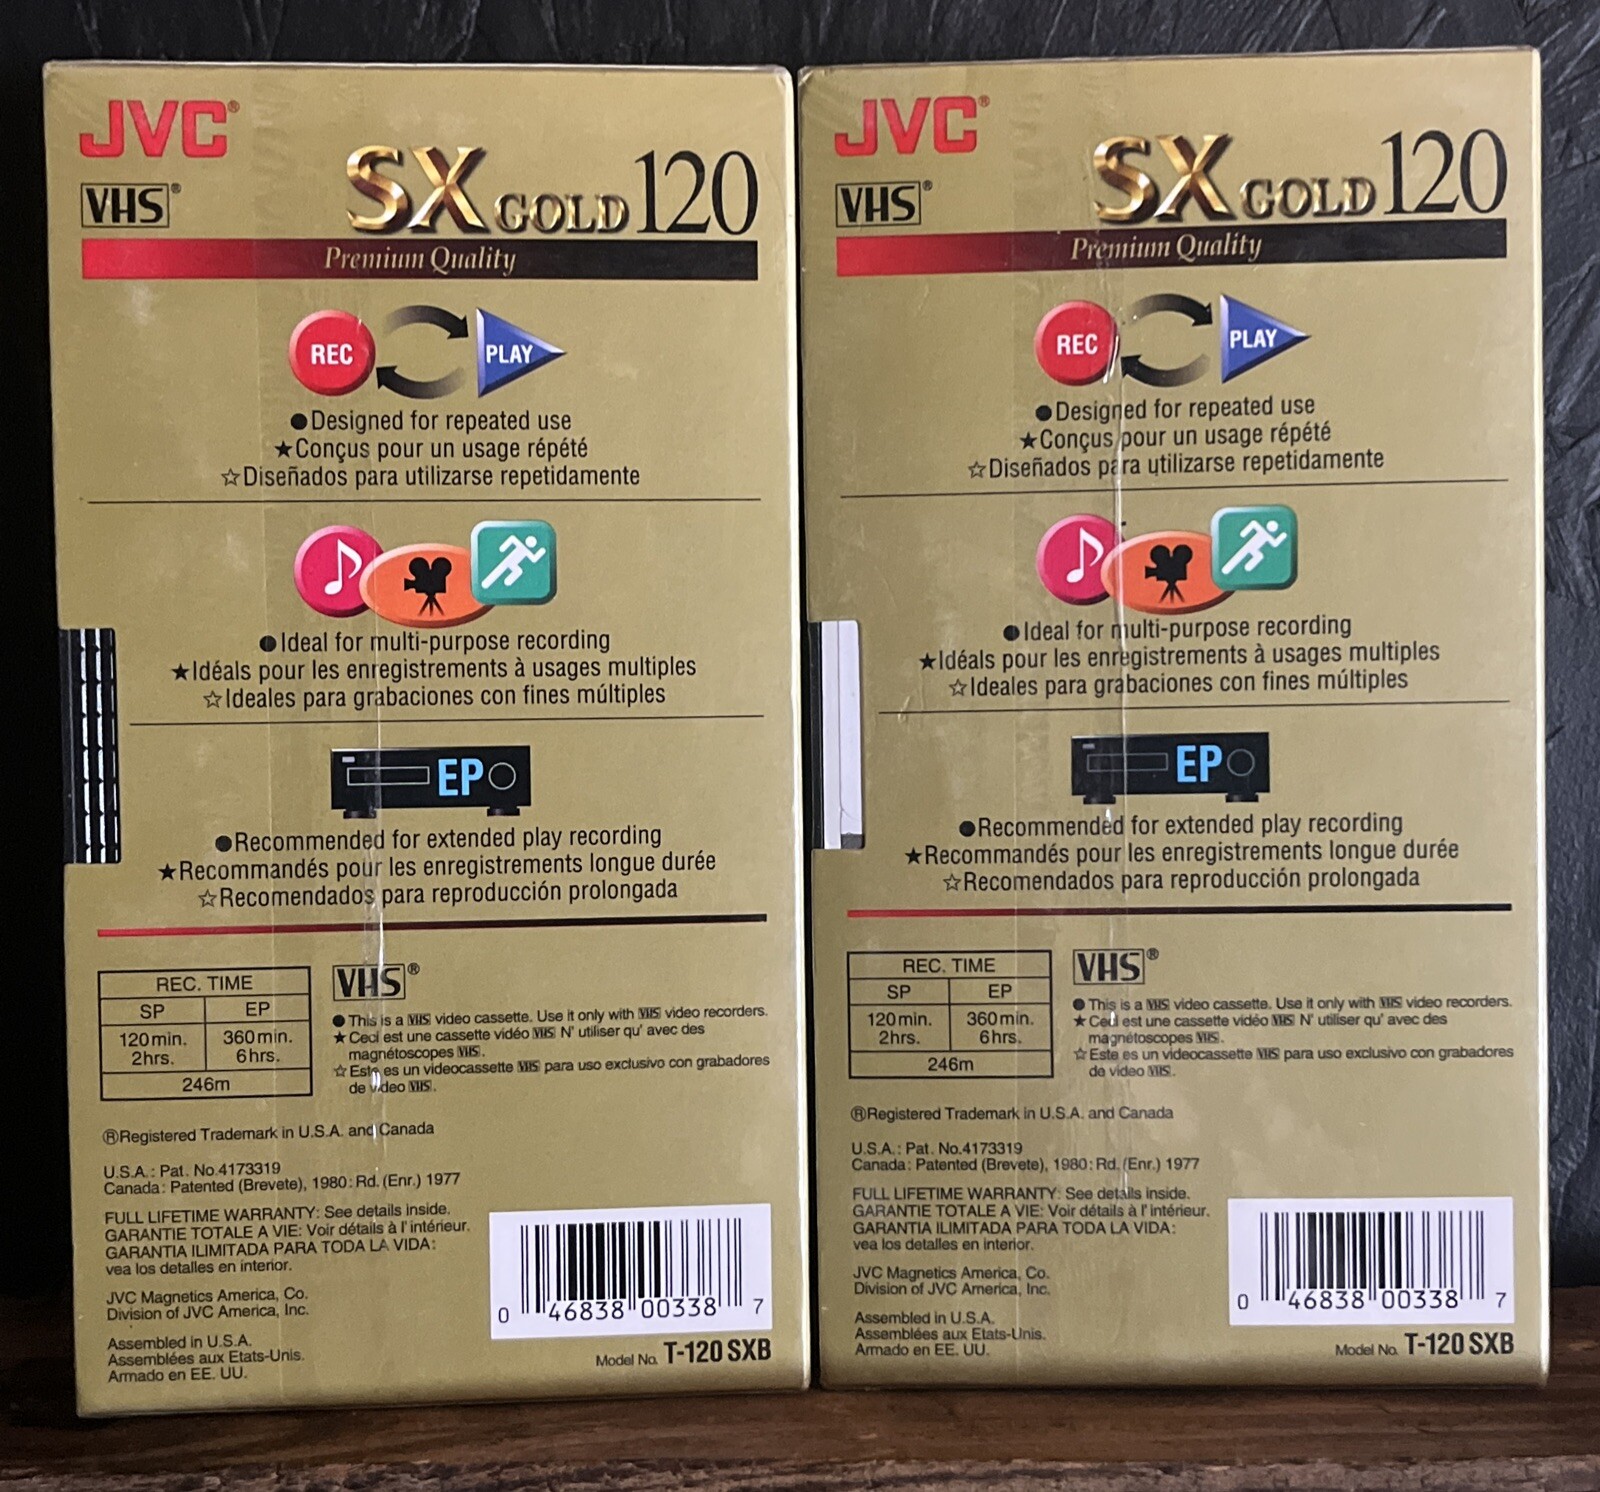 JVC®
VHS®
SX GOLD 120
Premium Quality
REC PLAY
●Designed for repeated use
★Conçus pour un usage répété
☆Diseñados para utilizarse repetidamente
●Ideal for multi-purpose recording
★Idéals pour les enregistrements à usages multiples
☆Ideales para grabaciones con fines múltiples
EP
●Recommended for extended play recording
★Recommandés pour les enregistrements longue durée
☆Recomendados para reproducción prolongada
REC. TIME
SP EP
120min. 360min.
2hrs. 6hrs.
246m
VHS®
●This is a VHS video cassette. Use it only with VHS video recorders.
★Ceci est une cassette vidéo VHS N' utiliser qu' avec des
magnétoscopes VHS.
☆Este es un videocassette VHS para uso exclusivo con grabadores
de video VHS.
®Registered Trademark in U.S.A. and Canada
U.S.A.: Pat. No.4173319
Canada: Patented (Brevete), 1980: Rd. (Enr.) 1977
FULL LIFETIME WARRANTY: See details inside.
GARANTIE TOTALE A VIE: Voir détails à l' intérieur.
GARANTIA ILIMITADA PARA TODA LA VIDA:
vea los detalles en interior.
JVC Magnetics America, Co.
Division of JVC America, Inc.
Assembled in U.S.A.
Assemblées aux Etats-Unis.
Armado en EE. UU.
0 46838 00338 7
Model No. T-120 SXB
JVC®
VHS®
SX GOLD 120
Premium Quality
REC PLAY
●Designed for repeated use
★Conçus pour un usage répété
☆Diseñados para utilizarse repetidamente
●Ideal for multi-purpose recording
★Idéals pour les enregistrements à usages multiples
☆Ideales para grabaciones con fines múltiples
EP
●Recommended for extended play recording
★Recommandés pour les enregistrements longue durée
☆Recomendados para reproducción prolongada
REC. TIME
SP EP
120min. 360min.
2hrs. 6hrs.
246m
VHS®
●This is a VHS video cassette. Use it only with VHS video recorders.
★Ceci est une cassette vidéo VHS N' utiliser qu' avec des
magnétoscopes VHS.
☆Este es un videocassette VHS para uso exclusivo con grabadores
de video VHS.
®Registered Trademark in U.S.A. and Canada
U.S.A.: Pat. No.4173319
Canada: Patented (Brevete), 1980: Rd. (Enr.) 1977
FULL LIFETIME WARRANTY: See details inside.
GARANTIE TOTALE A VIE: Voir détails à l' intérieur.
GARANTIA ILIMITADA PARA TODA LA VIDA:
vea los detalles en interior.
JVC Magnetics America, Co.
Division of JVC America, Inc.
Assembled in U.S.A.
Assemblées aux Etats-Unis.
Armado en EE. UU.
0 46838 00338 7
Model No. T-120 SXB